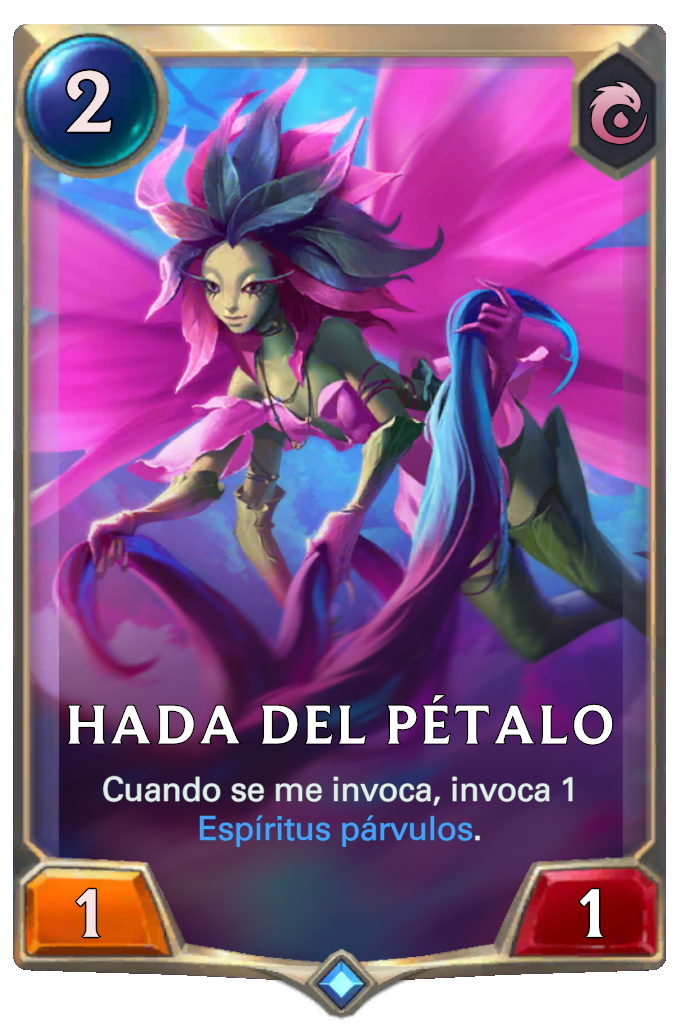 2
HADA DEL PÉTALO
Cuando se me invoca, invoca 1
Espíritus párvulos.
1 1